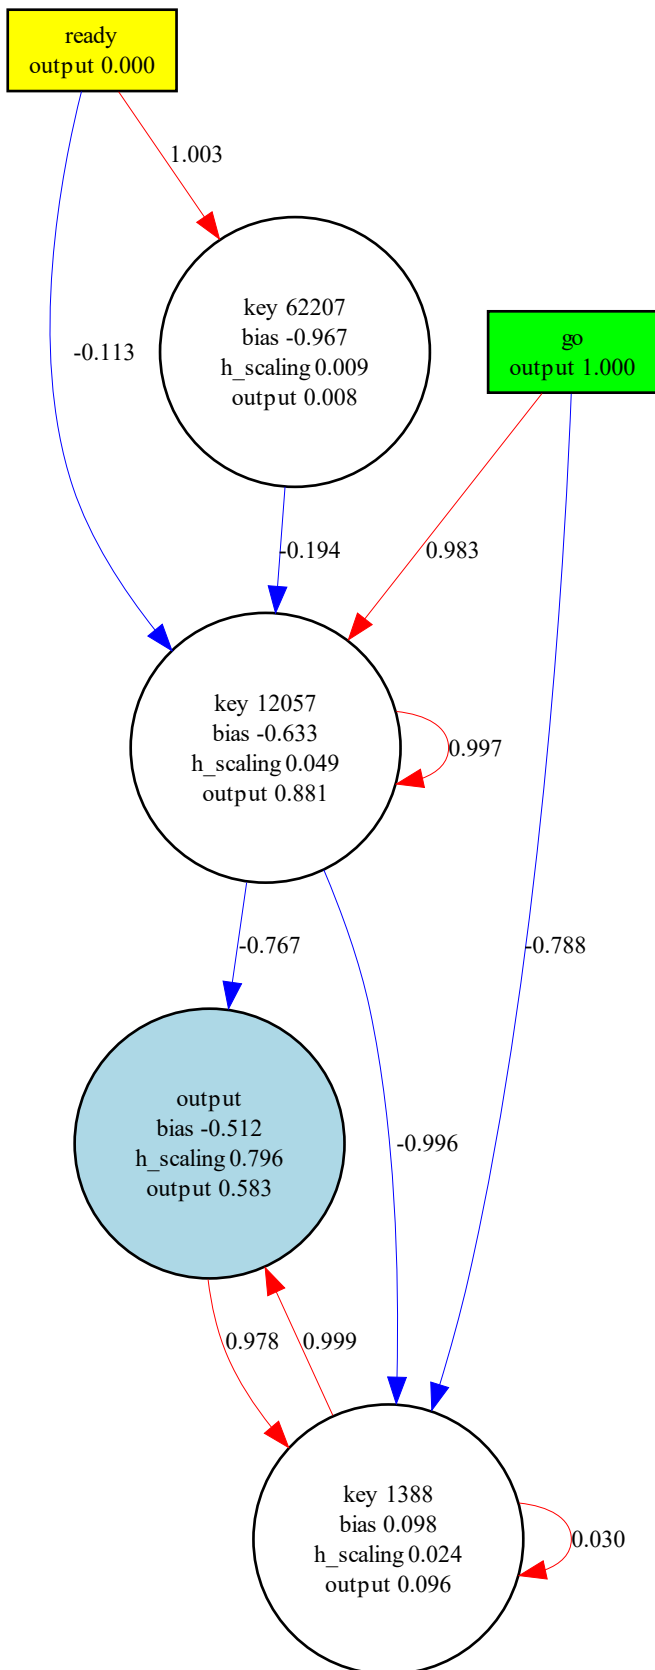 ready
output 0.000
1.003
key 62207
bias -0.967
h_scaling 0.009
output 0.008
go
output 1.000
-0.113
-0.194
0.983
key 12057
bias -0.633
h_scaling 0.049
output 0.881
0.997
-0.767
-0.788
output
bias -0.512
h_scaling 0.796
output 0.583
-0.996
0.978
0.999
key 1388
bias 0.098
h_scaling 0.024
output 0.096
0.030